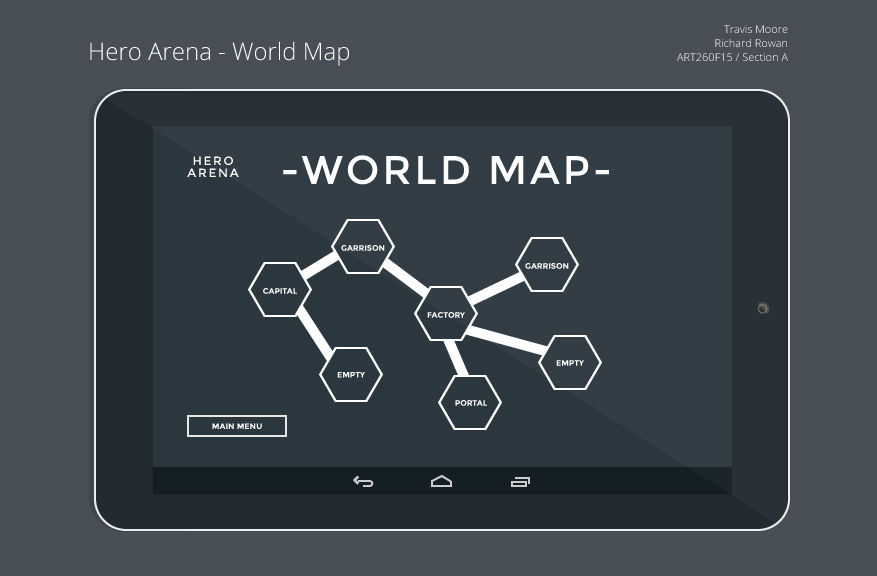 Hero Arena - World Map
Travis Moore
Richard Rowan
ART260F15 / Section A
HERO
ARENA
-WORLD MAP-
GARRISON
GARRISON
CAPITAL
FACTORY
EMPTY
EMPTY
PORTAL
MAIN MENU